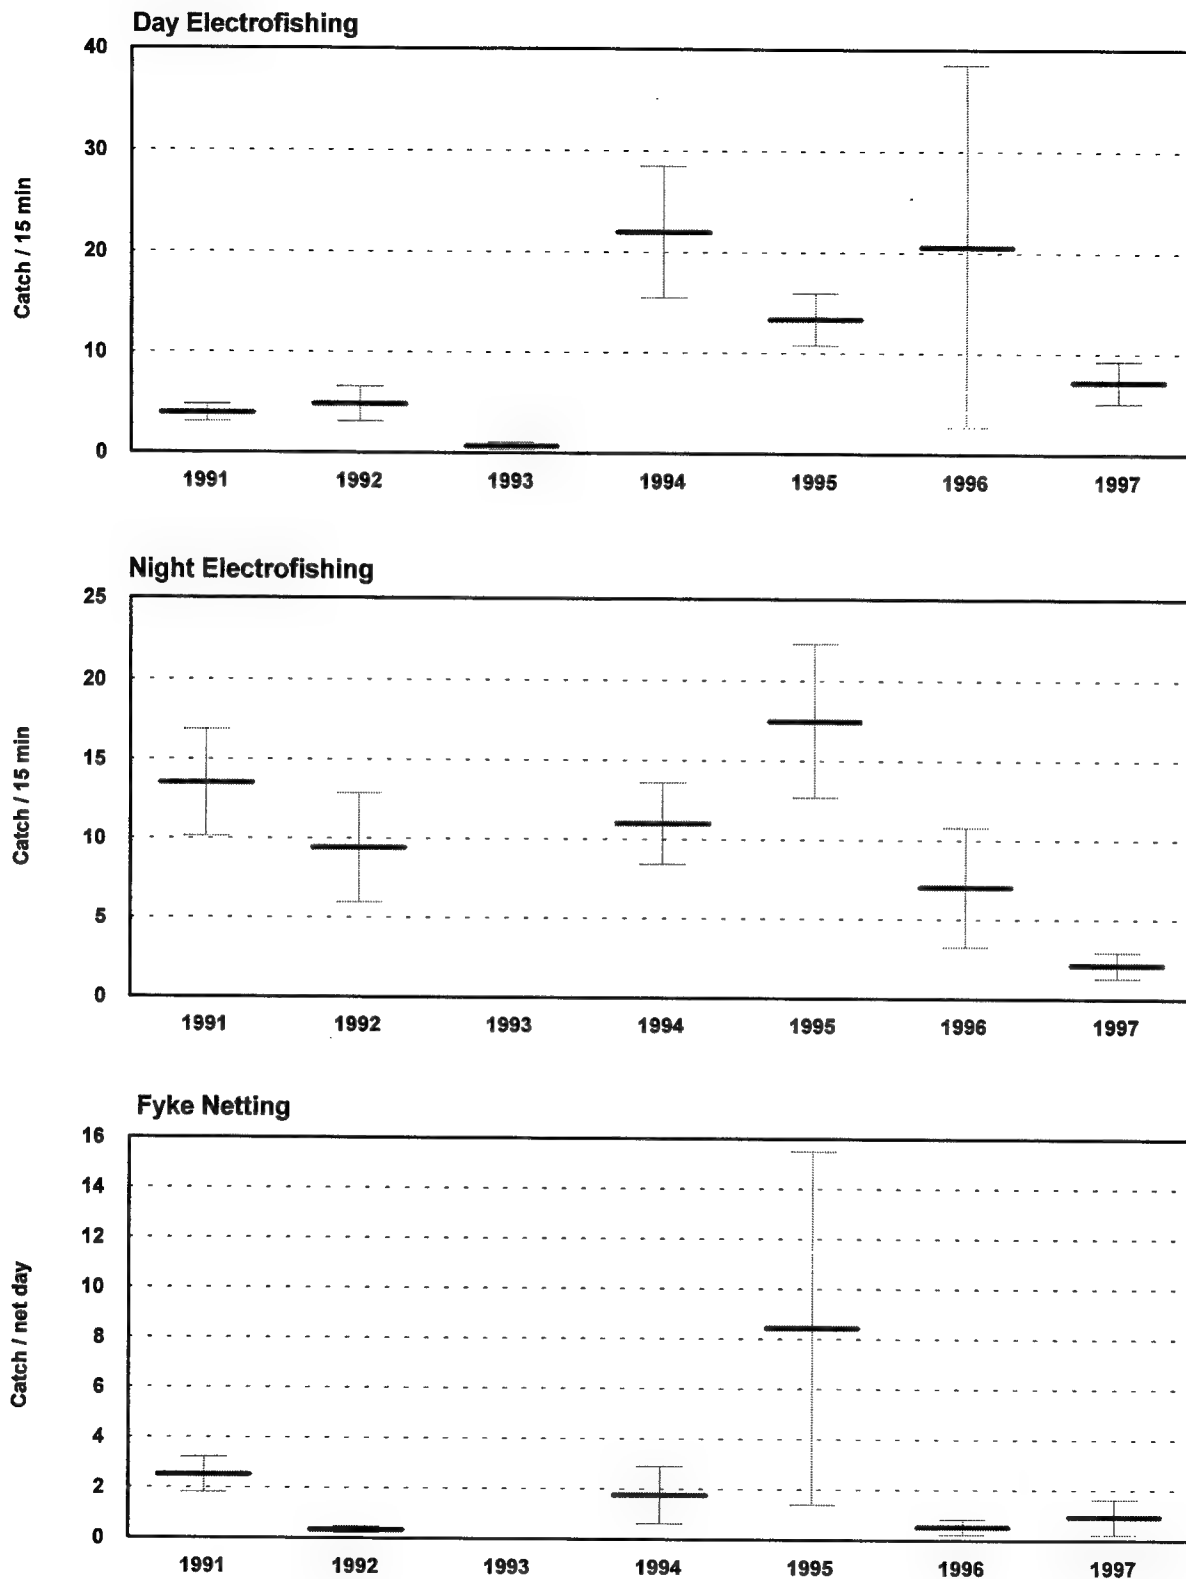 Day Electrofishing
40
30
20
10
0
Catch / 15 min
1991 1992 1993 1994 1995 1996 1997
Night Electrofishing
25
20
15
10
5
0
Catch / 15 min
1991 1992 1993 1994 1995 1996 1997
Fyke Netting
16
14
12
10
8
6
4
2
0
Catch / net day
1991 1992 1993 1994 1995 1996 1997